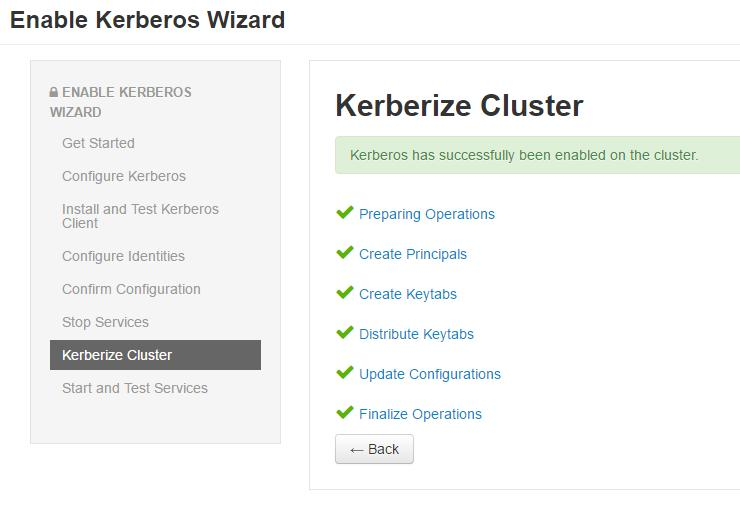 Enable Kerberos Wizard
ENABLE KERBEROS
WIZARD
Get Started
Configure Kerberos
Install and Test Kerberos
Client
Configure Identities
Confirm Configuration
Stop Services
Kerberize Cluster
Start and Test Services
Kerberize Cluster
Kerberos has successfully been enabled on the cluster.
Preparing Operations
Create Principals
Create Keytabs
Distribute Keytabs
Update Configurations
Finalize Operations
← Back